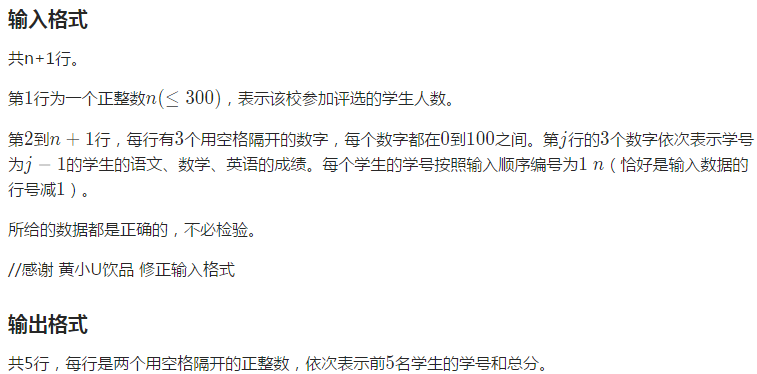 输入格式
共n+1行。
第1行为一个正整数n(≤ 300)，表示该校参加评选的学生人数。
第2到n + 1行，每行有3个用空格隔开的数字，每个数字都在0到100之间。第j行的3个数字依次表示学号
为j − 1的学生的语文、数学、英语的成绩。每个学生的学号按照输入顺序编号为1 n（恰好是输入数据的
行号减1）。
所给的数据都是正确的，不必检验。
//感谢 黄小U饮品 修正输入格式
输出格式
共5行，每行是两个用空格隔开的正整数，依次表示前5名学生的学号和总分。